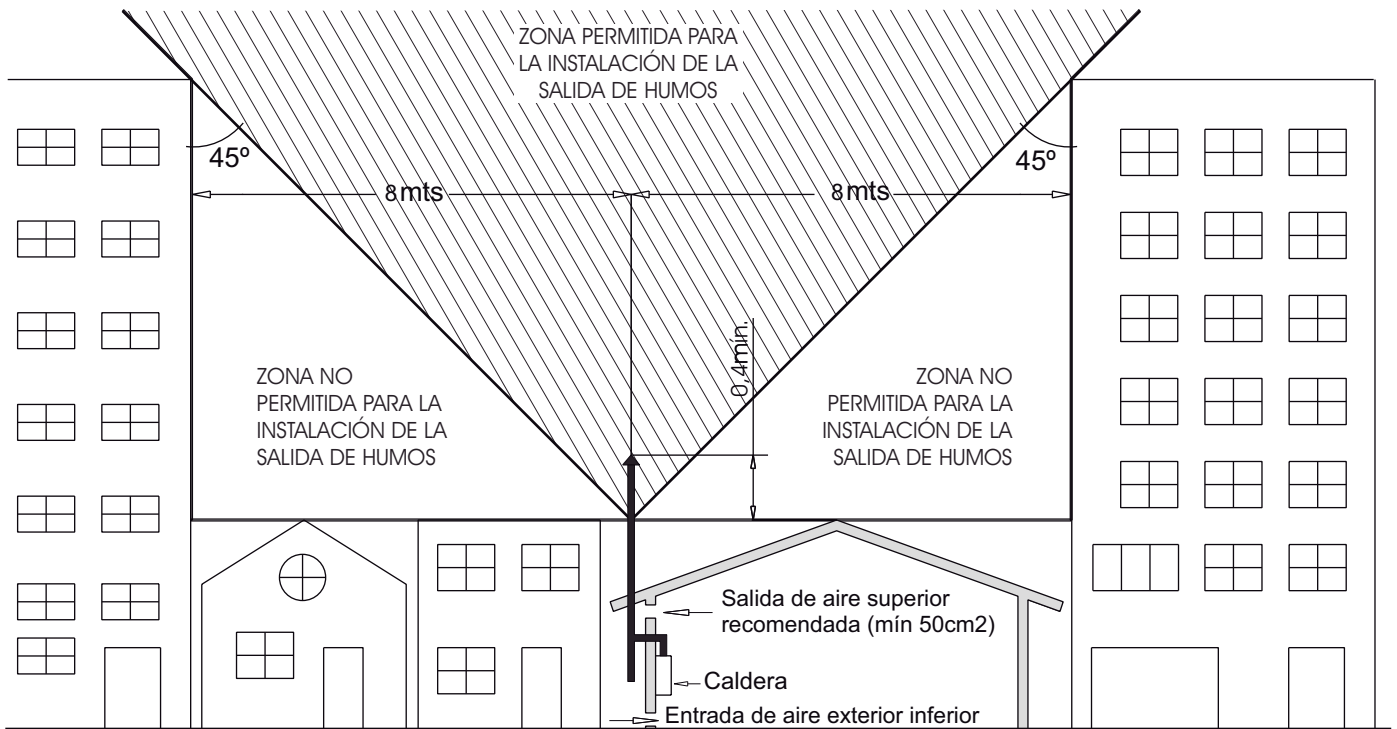 ZONA PERMITIDA PARA
LA INSTALACIÓN DE LA
SALIDA DE HUMOS
45º
45º
8mts
8mts
0,4mín.
ZONA NO
PERMITIDA PARA LA
INSTALACIÓN DE LA
SALIDA DE HUMOS
ZONA NO
PERMITIDA PARA LA
INSTALACIÓN DE LA
SALIDA DE HUMOS
Salida de aire superior
recomendada (mín 50cm2)
Caldera
Entrada de aire exterior inferior